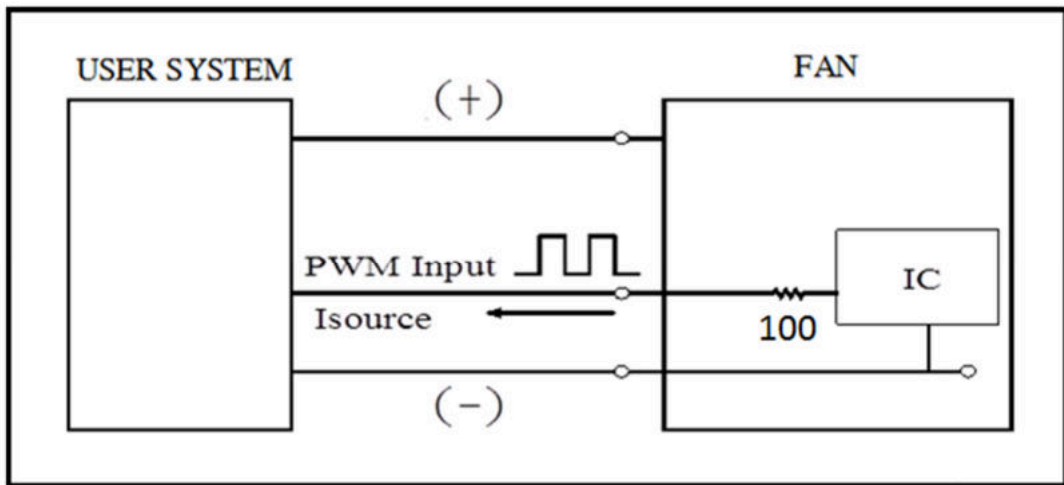 USER SYSTEM
FAN
(+)
PWM Input
IC
Isource
100
(-)